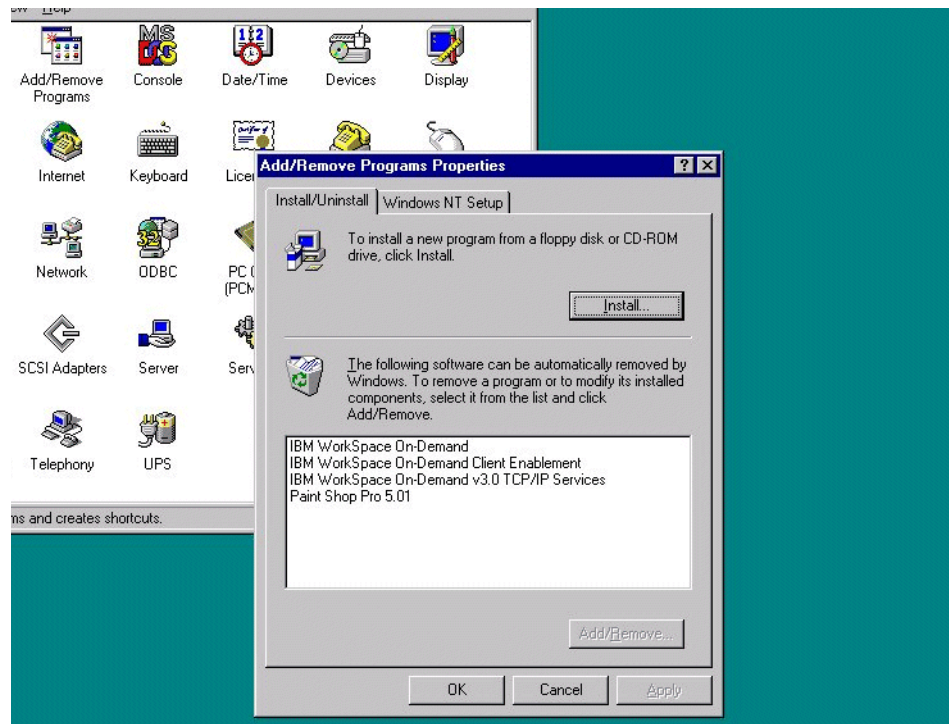 Help
Add/Remove
Programs
Console
Date/Time
Devices
Display
Internet
Keyboard
Network
ODBC
SCSI Adapters
Server
Telephony
UPS
ms and creates shortcuts.
Add/Remove Programs Properties
Install/Uninstall
Windows NT Setup
To install a new program from a floppy disk or CD-ROM
drive, click Install.
Install...
The following software can be automatically removed by
Windows. To remove a program or to modify its installed
components, select it from the list and click
Add/Remove.
IBM WorkSpace On-Demand
IBM WorkSpace On-Demand Client Enablement
IBM WorkSpace On-Demand v3.0 TCP/IP Services
Paint Shop Pro 5.01
Add/Remove...
OK
Cancel
Apply